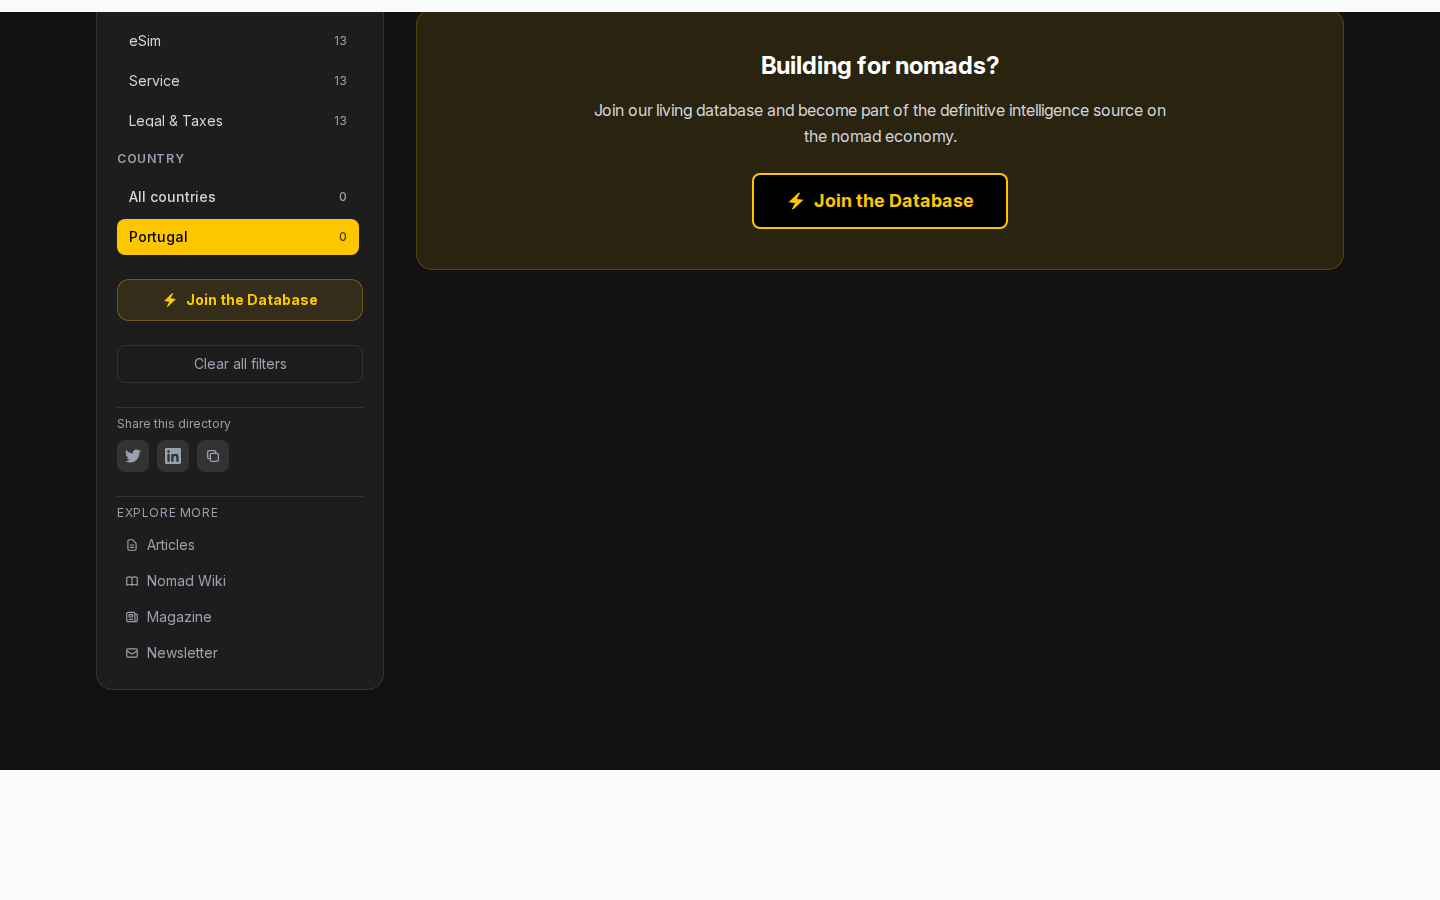 eSim 13
Service 13
Legal & Taxes 13
COUNTRY
All countries 0
Portugal 0
Join the Database
Clear all filters
Share this directory
EXPLORE MORE
Articles
Nomad Wiki
Magazine
Newsletter
Building for nomads?
Join our living database and become part of the definitive intelligence source on
the nomad economy.
Join the Database